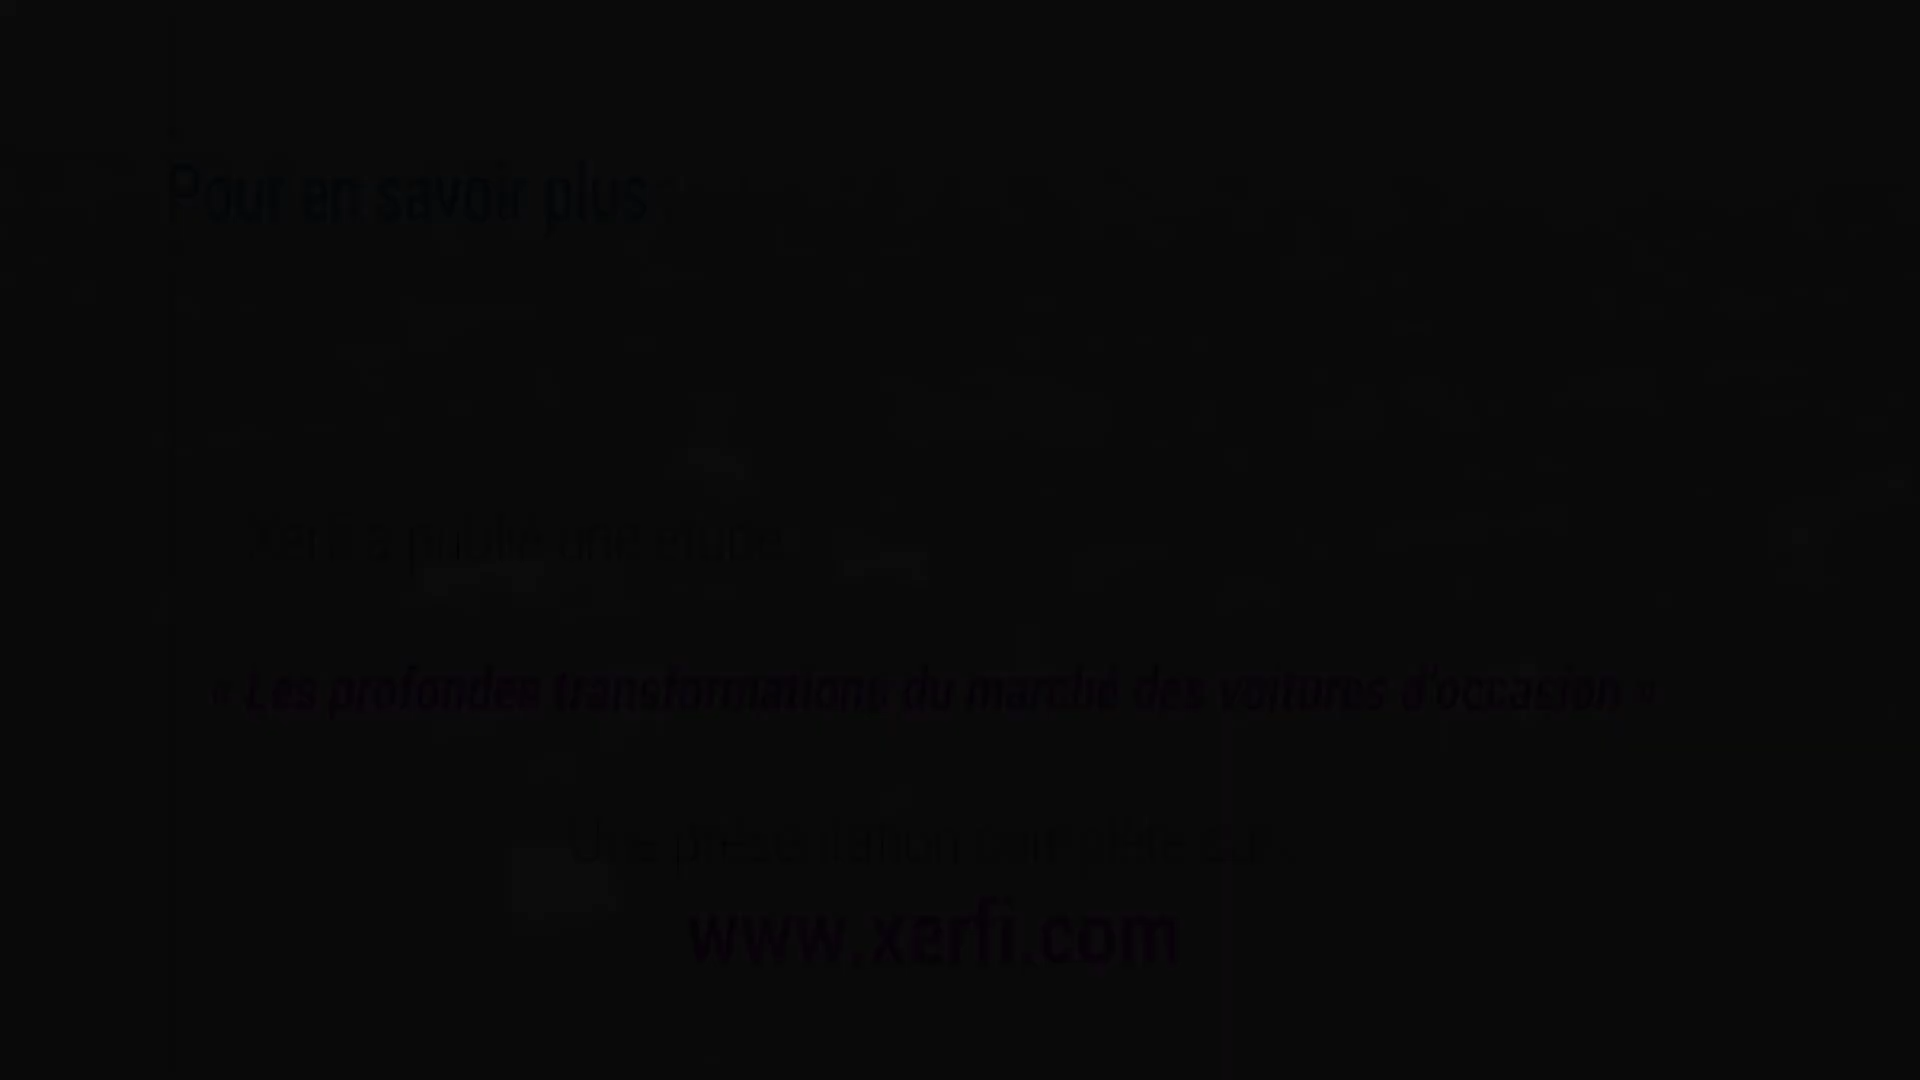 Pour en savoir plus
Xerfi a publié une étude
« Les profondes transformations du marché des voitures d'occasion »
Une présentation complète sur
www.xerfi.com